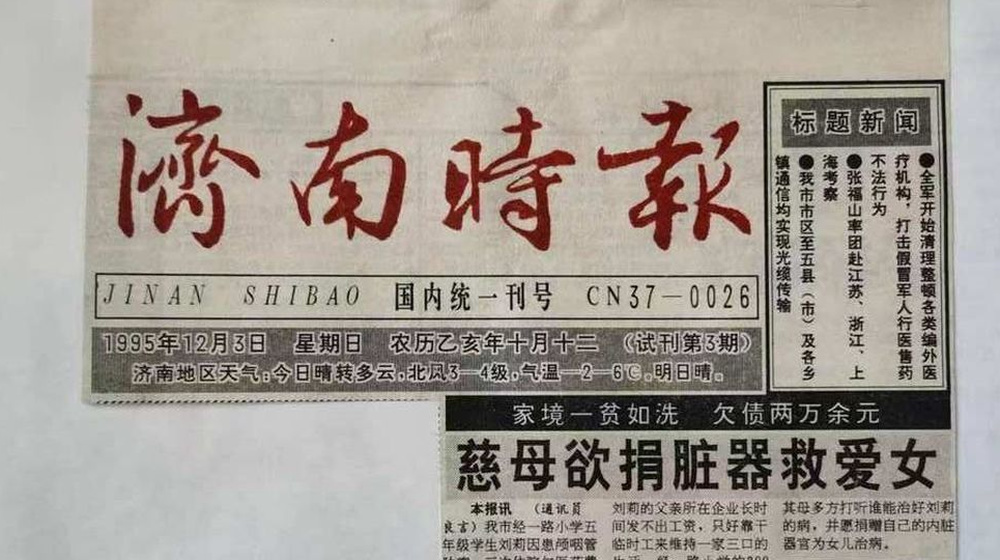 濟南時報
JINAN SHIBAO 国内统一刊号 CN37—0026
1995年12月3日 星期日 农历乙亥年十月十二 (试刊第3期)
济南地区天气:今日晴转多云,北风3—4级,气温—2—6℃。明日晴。
标题新闻
●全军开始清理整顿各类编外医
疗机构,打击假冒军人行医售药
不法行为
●张福山率团赴江苏、浙江、上
海考察
●我市市区至五县(市)及各乡
镇通信均实现光缆传输
家境一贫如洗 欠债两万余元
慈母欲捐脏器救爱女
本报讯 (通讯员
良言)我市经一路小学五
年级学生刘莉因患颅咽管
刘莉的父亲所在企业长时
间发不出工资,只好靠干
临时工来维持一家三口的
其母多方打听谁能治好刘莉
的病,并愿捐赠自己的内脏
器官为女儿治病。